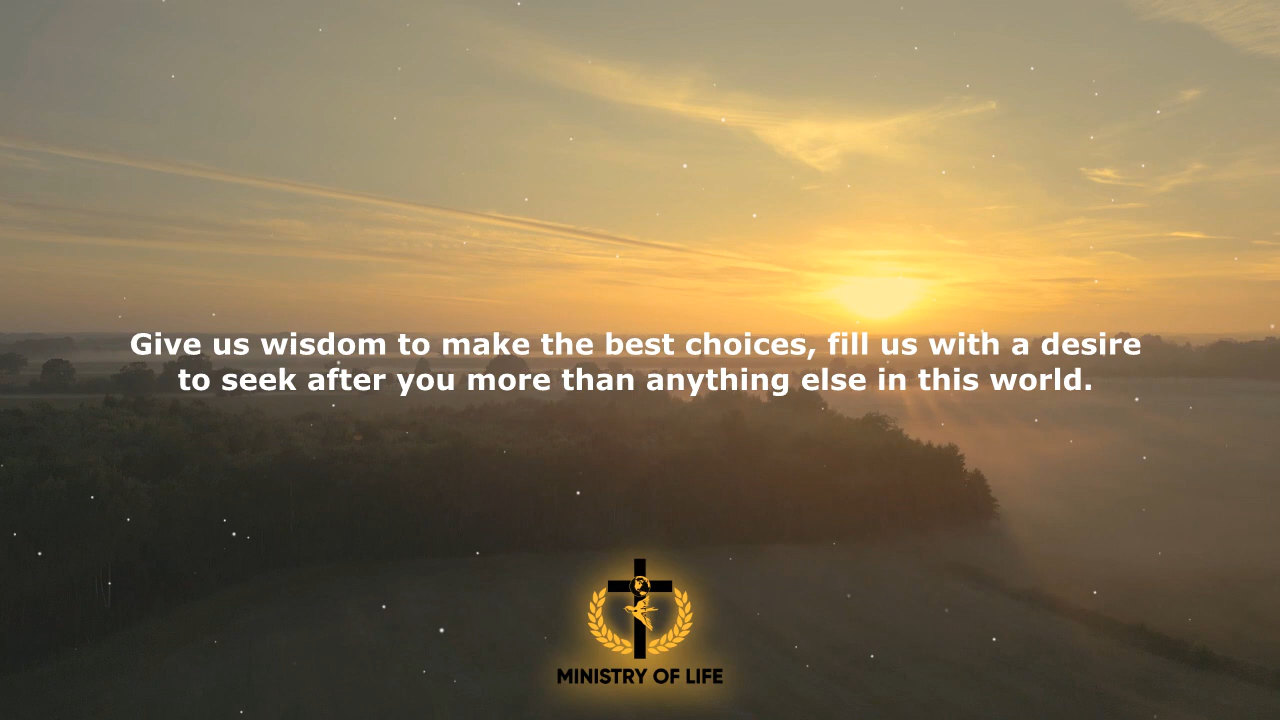 Give us wisdom to make the best choices, fill us with a desire
to seek after you more than anything else in this world.
MINISTRY OF LIFE